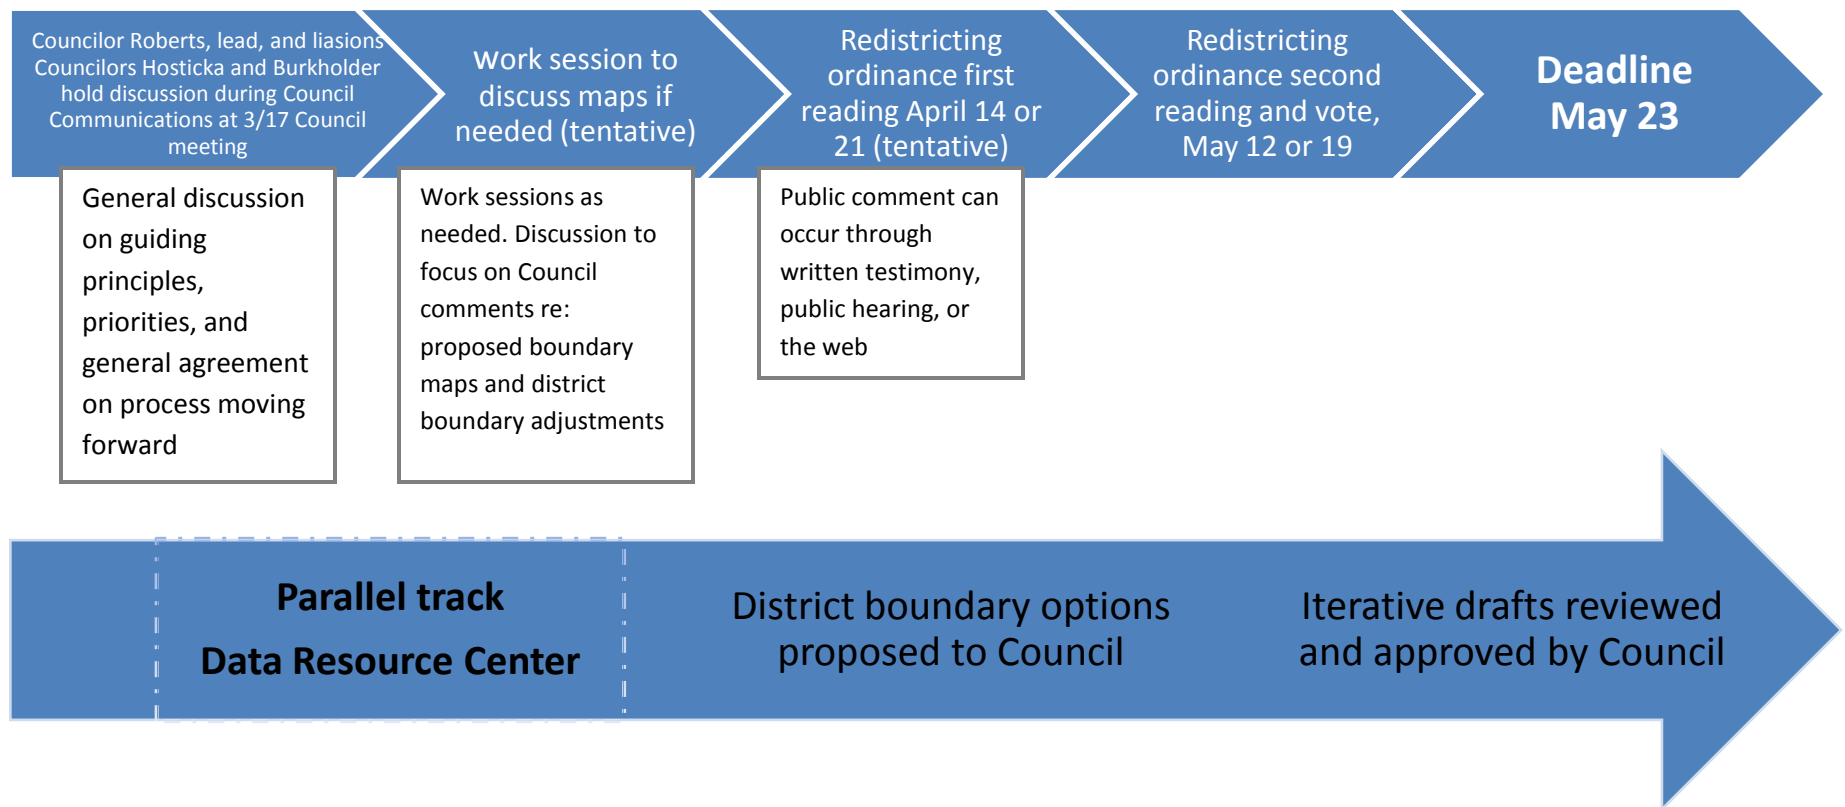 Councilor Roberts, lead, and liasions
Councilors Hosticka and Burkholder
hold discussion during Council
Communications at 3/17 Council
meeting
Work session to
discuss maps if
needed (tentative)
Redistricting
ordinance first
reading April 14 or
21 (tentative)
Redistricting
ordinance second
reading and vote,
May 12 or 19
Deadline
May 23
General discussion
on guiding
principles,
priorities, and
general agreement
on process moving
forward
Work sessions as
needed. Discussion to
focus on Council
comments re:
proposed boundary
maps and district
boundary adjustments
Public comment can
occur through
written testimony,
public hearing, or
the web
Parallel track
Data Resource Center
District boundary options
proposed to Council
Iterative drafts reviewed
and approved by Council